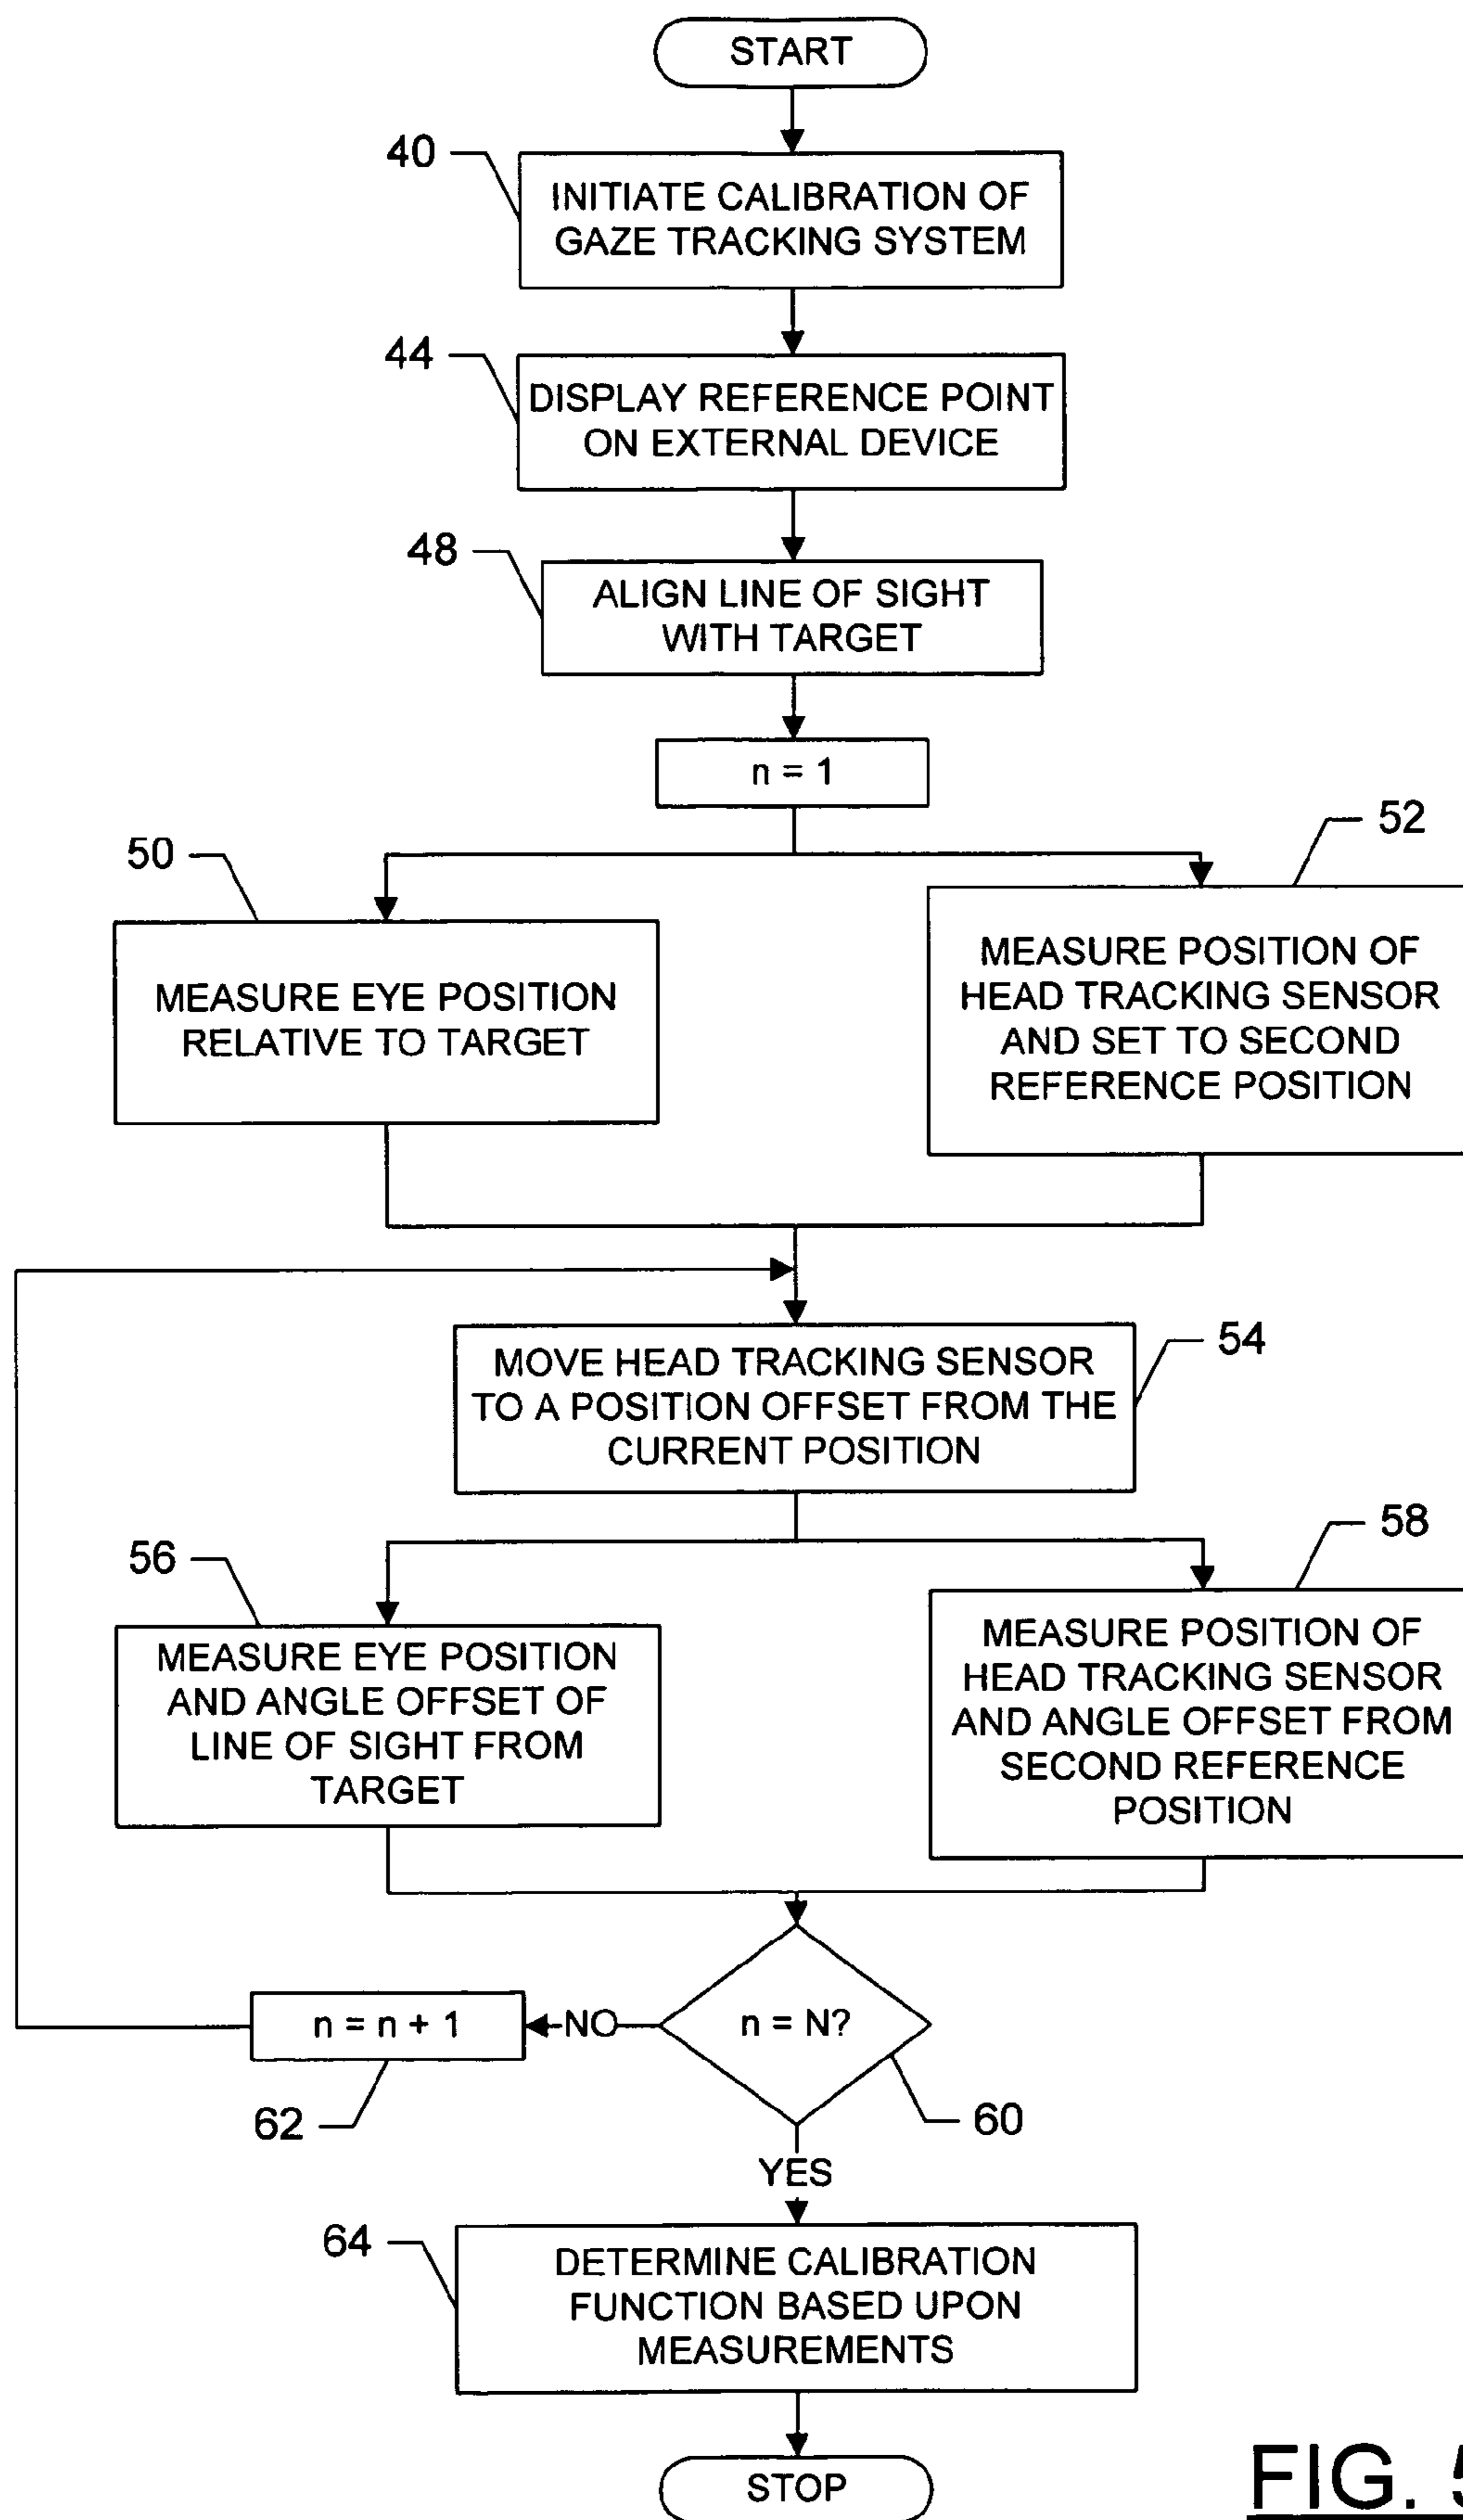 START
40
INITIATE CALIBRATION OF
GAZE TRACKING SYSTEM
44
DISPLAY REFERENCE POINT
ON EXTERNAL DEVICE
48
ALIGN LINE OF SIGHT
WITH TARGET
n = 1
50
MEASURE EYE POSITION
RELATIVE TO TARGET
52
MEASURE POSITION OF
HEAD TRACKING SENSOR
AND SET TO SECOND
REFERENCE POSITION
54
MOVE HEAD TRACKING SENSOR
TO A POSITION OFFSET FROM THE
CURRENT POSITION
56
MEASURE EYE POSITION
AND ANGLE OFFSET OF
LINE OF SIGHT FROM
TARGET
58
MEASURE POSITION OF
HEAD TRACKING SENSOR
AND ANGLE OFFSET FROM
SECOND REFERENCE
POSITION
n = n + 1
NO
n = N?
62
60
YES
64
DETERMINE CALIBRATION
FUNCTION BASED UPON
MEASUREMENTS
STOP
FIG. 5